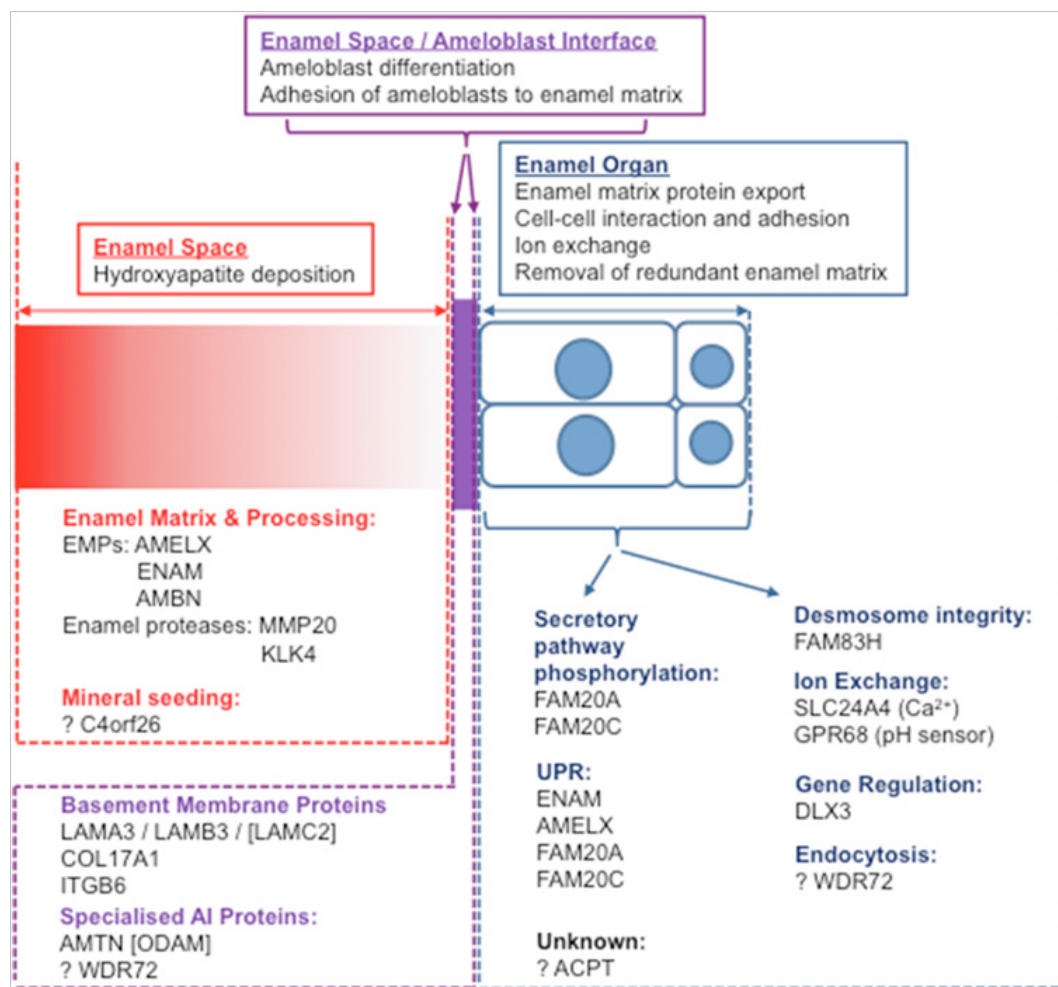 Enamel Space / Ameloblast Interface
Ameloblast differentiation
Adhesion of ameloblasts to enamel matrix
Enamel Organ
Enamel matrix protein export
Cell-cell interaction and adhesion
Ion exchange
Removal of redundant enamel matrix
Enamel Space
Hydroxyapatite deposition
Enamel Matrix & Processing:
EMPs: AMELX
ENAM
AMBN
Enamel proteases: MMP20
KLK4
Mineral seeding:
? C4orf26
Basement Membrane Proteins
LAMA3 / LAMB3 / [LAMC2]
COL17A1
ITGB6
Specialised AI Proteins:
AMTN [ODAM]
? WDR72
Secretory
pathway
phosphorylation:
FAM20A
FAM20C
UPR:
ENAM
AMELX
FAM20A
FAM20C
Unknown:
? ACPT
Desmosome integrity:
FAM83H
Ion Exchange:
SLC24A4 (Ca²⁺)
GPR68 (pH sensor)
Gene Regulation:
DLX3
Endocytosis:
? WDR72